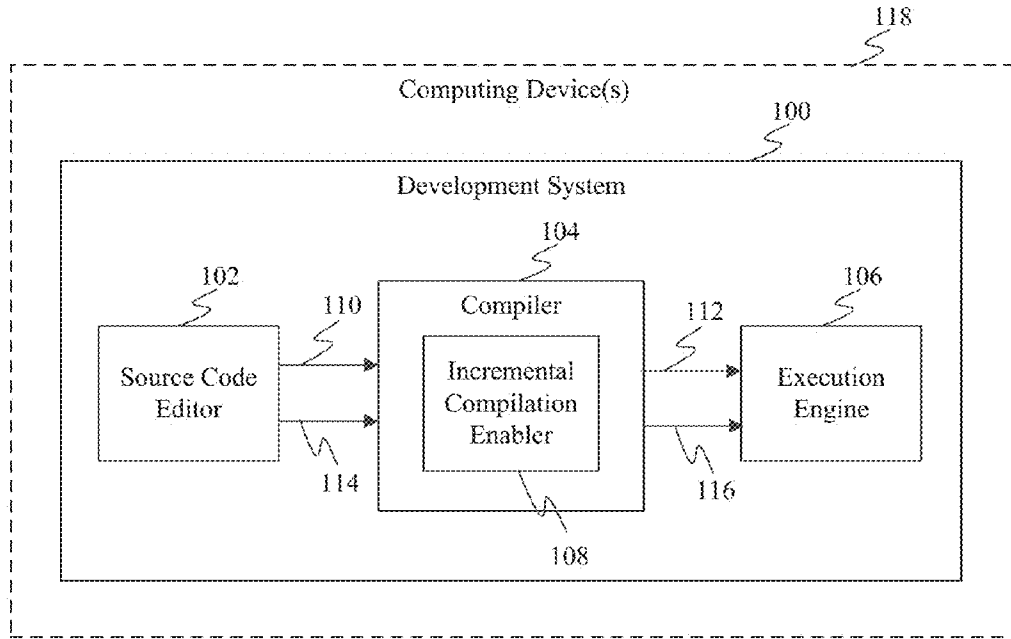 118
Computing Device(s)
100
Development System
104
102
106
110
Compiler
112
Source Code
Editor
Incremental
Compilation
Enabler
Execution
Engine
114
116
108